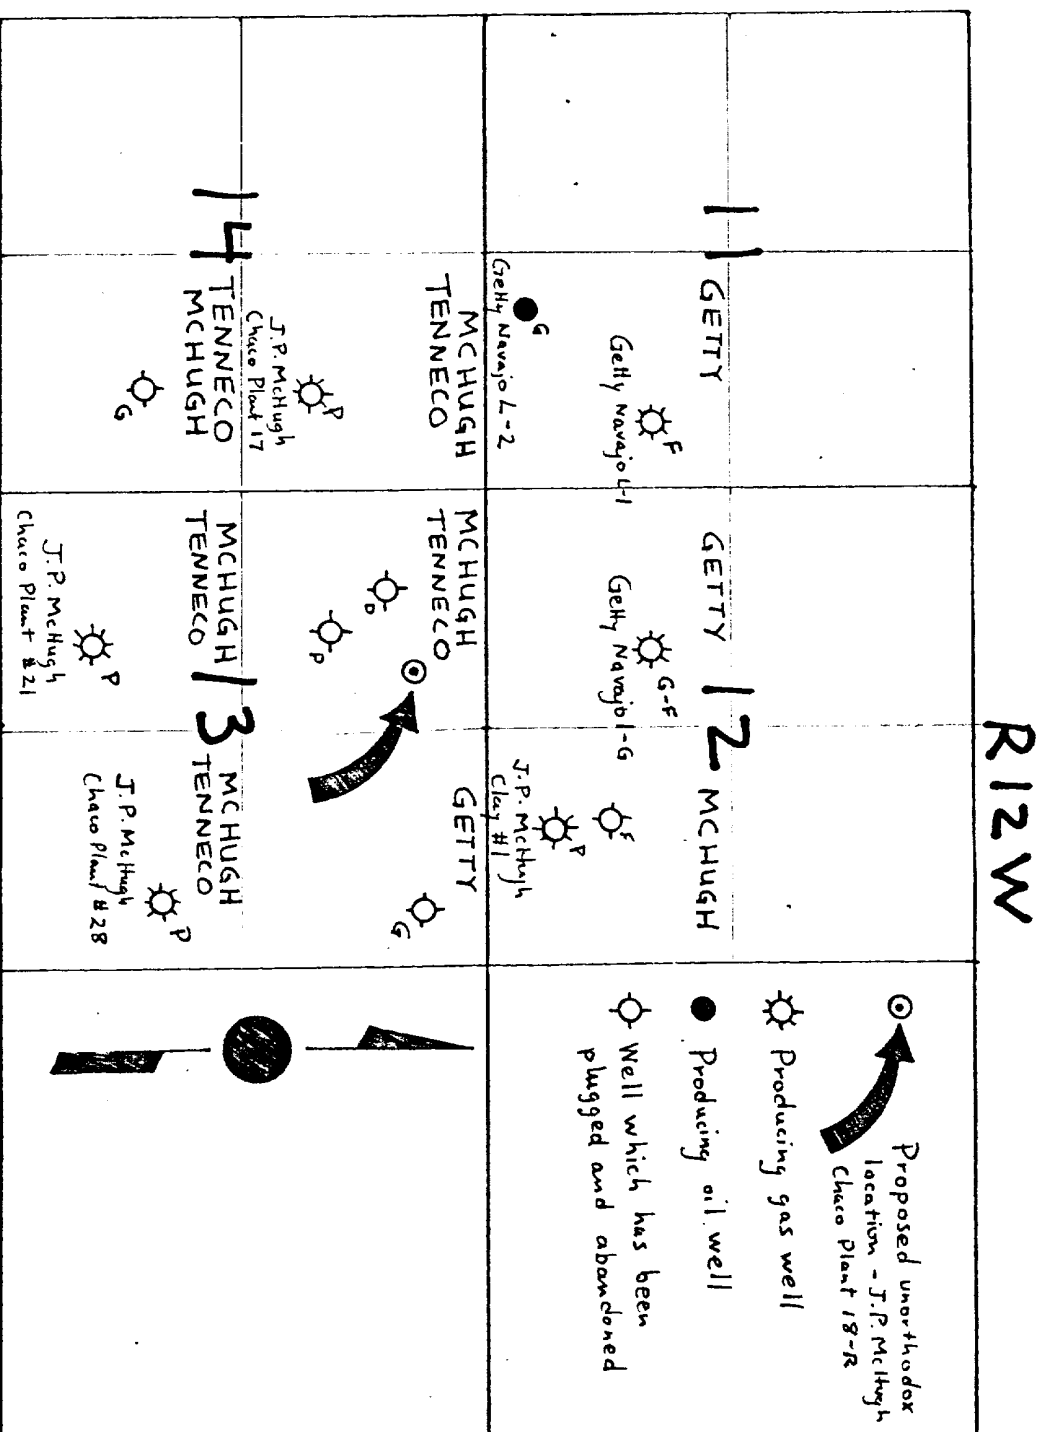 R12W
11
GETTY
GETTY
12
MCHUGH
F
Getty Navajo L-1
G-F
Getty Navajo 1-G
F
P
J.P. McHugh
Clay #1
G
Getty Navajo L-2
MCHUGH
TENNECO
MCHUGH
TENNECO
GETTY
G
D
P
P
J.P. McHugh
Chaco Plant 17
14
TENNECO
MCHUGH
G
13
MCHUGH
TENNECO
P
J.P. McHugh
Chaco Plant #21
MCHUGH
TENNECO
P
J.P. McHugh
Chaco Plant #28
Proposed unorthodox
location - J.P. McHugh
Chaco Plant 18-R
Producing gas well
Producing oil well
Well which has been
plugged and abandoned